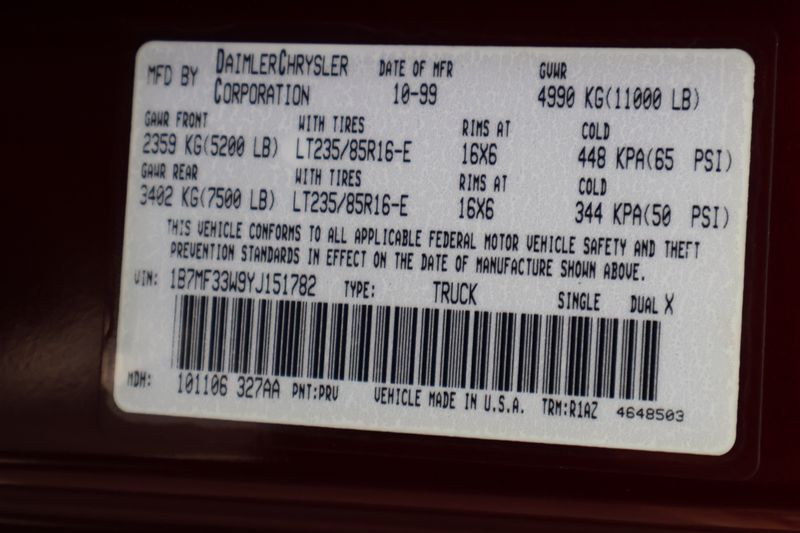 MFD BY DAIMLERCHRYSLER CORPORATION DATE OF MFR 10-99 GVWR 4990 KG(11000 LB)
GAWR FRONT WITH TIRES RIMS AT COLD
2359 KG(5200 LB) LT235/85R16-E 16X6 448 KPA(65 PSI)
GAWR REAR WITH TIRES RIMS AT COLD
3402 KG(7500 LB) LT235/85R16-E 16X6 344 KPA(50 PSI)
THIS VEHICLE CONFORMS TO ALL APPLICABLE FEDERAL MOTOR VEHICLE SAFETY AND THEFT
PREVENTION STANDARDS IN EFFECT ON THE DATE OF MANUFACTURE SHOWN ABOVE.
VIN: 1B7MF33W9YJ151782 TYPE: TRUCK SINGLE DUAL X
MDH: 101106 327AA PNT:PRV VEHICLE MADE IN U.S.A. TRM:R1AZ 4648503